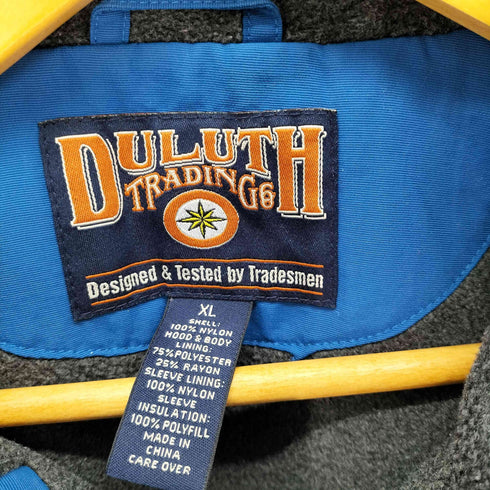 DULUTH
TRADING Co
Designed & Tested by Tradesmen
XL
SHELL:
100% NYLON
HOOD & BODY
LINING:
75%POLYESTER
25% RAYON
SLEEVE LINING:
100% NYLON
SLEEVE
INSULATION:
100% POLYFILL
MADE IN
CHINA
CARE OVER